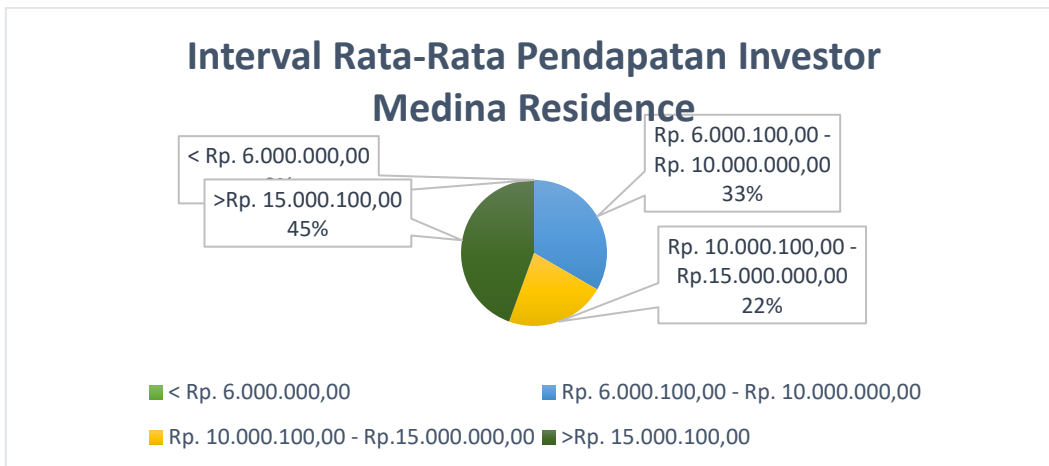 Interval Rata-Rata Pendapatan Investor
Medina Residence
< Rp. 6.000.000,00
>Rp. 15.000.100,00
45%
Rp. 6.000.100,00 -
Rp. 10.000.000,00
33%
Rp. 10.000.100,00 -
Rp.15.000.000,00
22%
< Rp. 6.000.000,00
Rp. 6.000.100,00 - Rp. 10.000.000,00
Rp. 10.000.100,00 - Rp.15.000.000,00
>Rp. 15.000.100,00